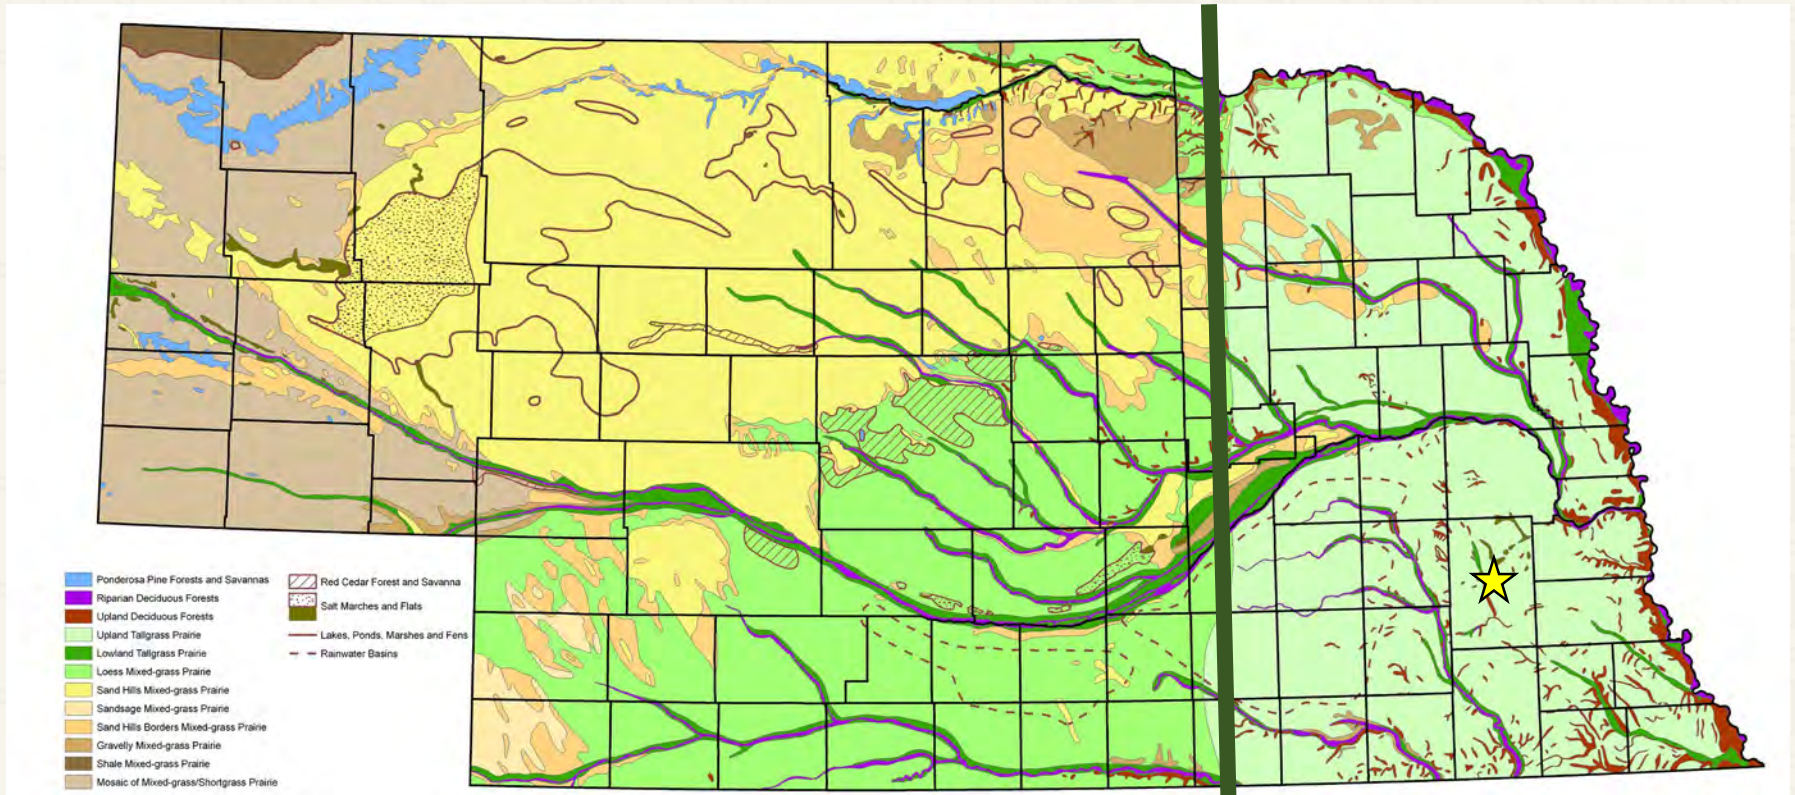 Ponderosa Pine Forests and Savannas
Riparian Deciduous Forests
Upland Deciduous Forests
Upland Tallgrass Prairie
Lowland Tallgrass Prairie
Loess Mixed-grass Prairie
Sand Hills Mixed-grass Prairie
Sandsage Mixed-grass Prairie
Sand Hills Borders Mixed-grass Prairie
Gravelly Mixed-grass Prairie
Shale Mixed-grass Prairie
Mosaic of Mixed-grass/Shortgrass Prairie
Red Cedar Forest and Savanna
Salt Marches and Flats
Lakes, Ponds, Marshes and Fens
Rainwater Basins